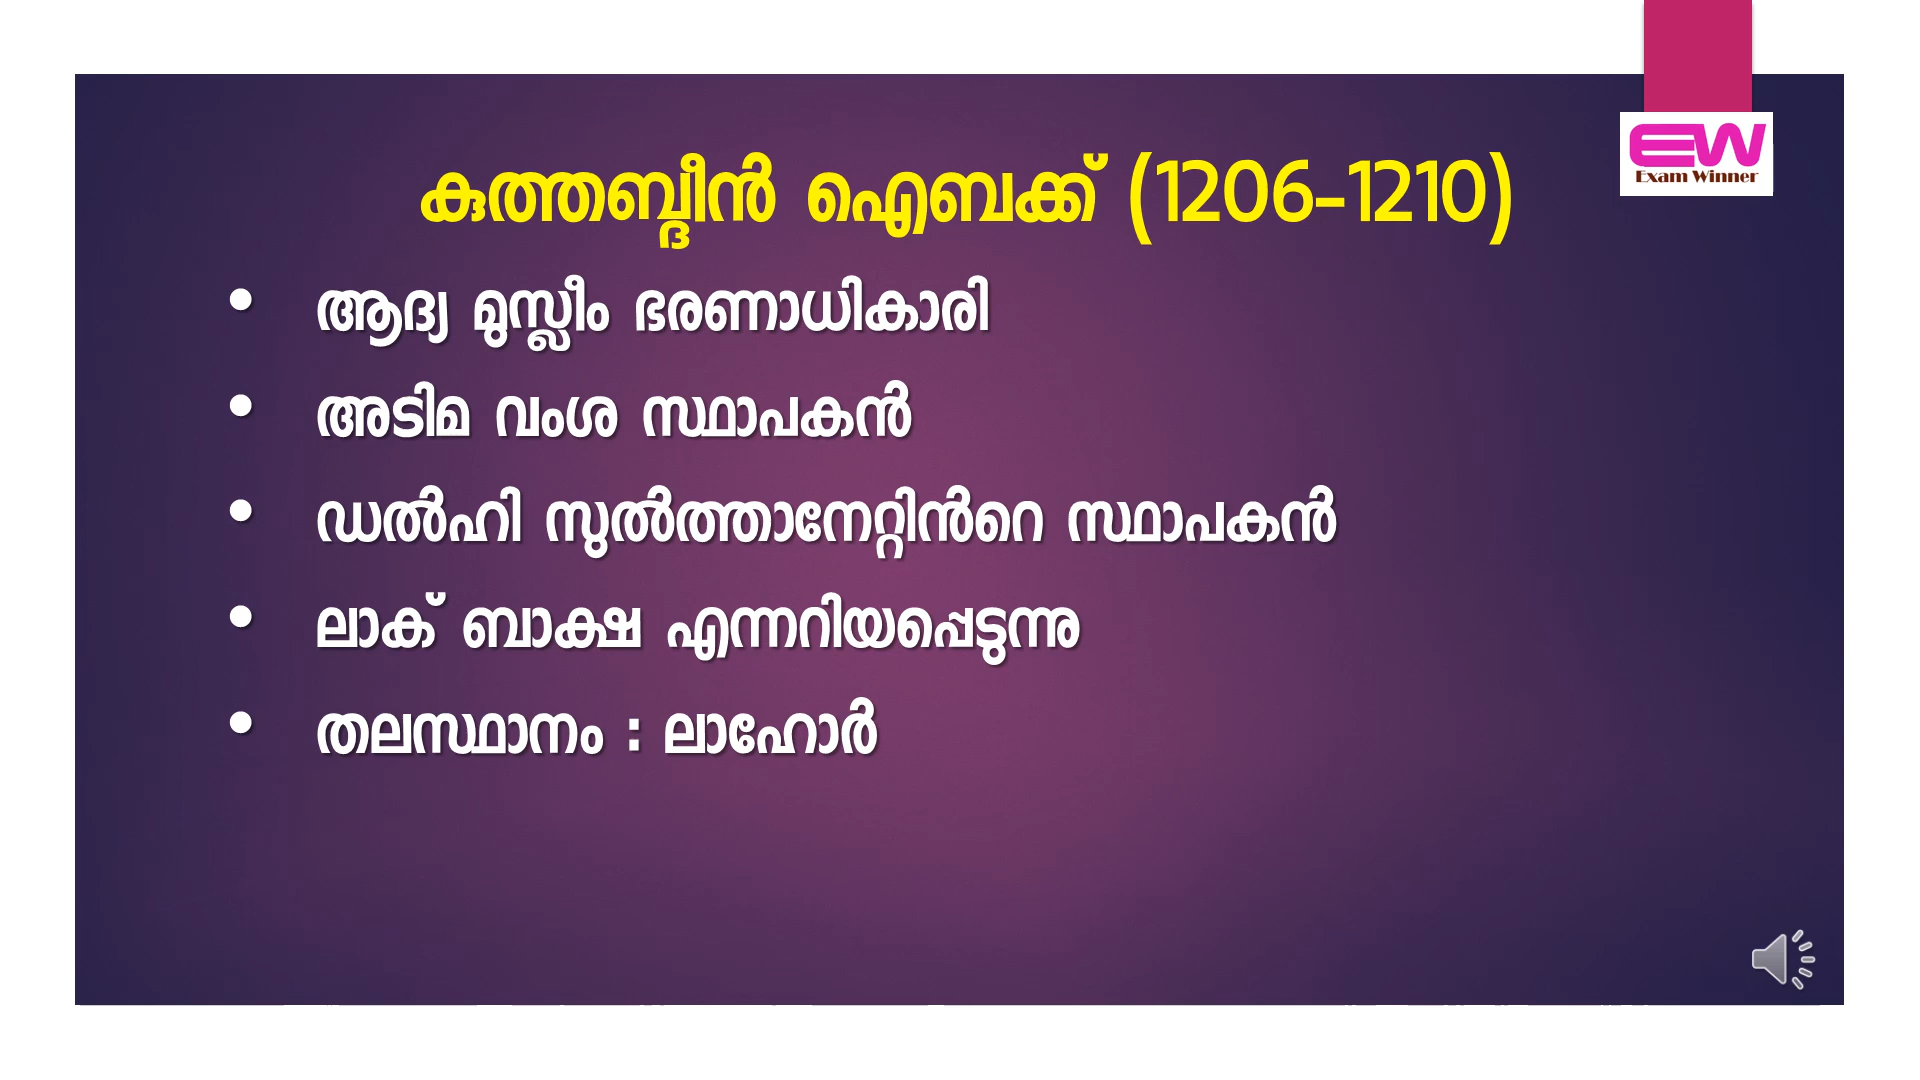 EW
Exam Winner
കുത്തബ്ദീൻ ഐബക്ക് (1206-1210)
• ആദ്യ മുസ്ലീം ഭരണാധികാരി
• അടിമ വംശ സ്ഥാപകൻ
• ഡൽഹി സുൽത്താനേറ്റിൻറെ സ്ഥാപകൻ
• ലാക് ബാക്ഷ എന്നറിയപ്പെടുന്നു
• തലസ്ഥാനം : ലാഹോർ